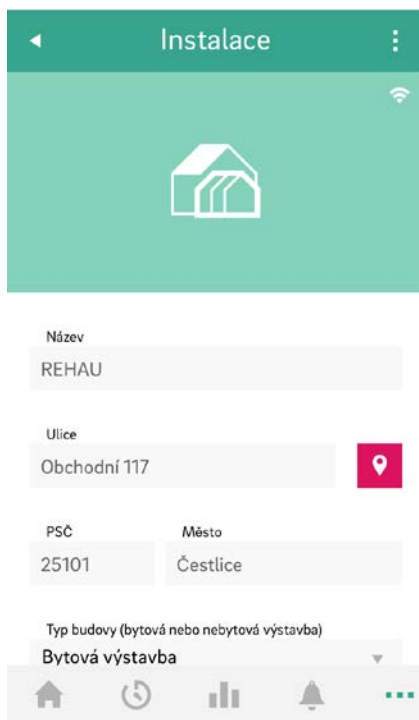 Instalace
Název
REHAU
Ulice
Obchodní 117
PSČ Město
25101 Čestlice
Typ budovy (bytová nebo nebytová výstavba)
Bytová výstavba